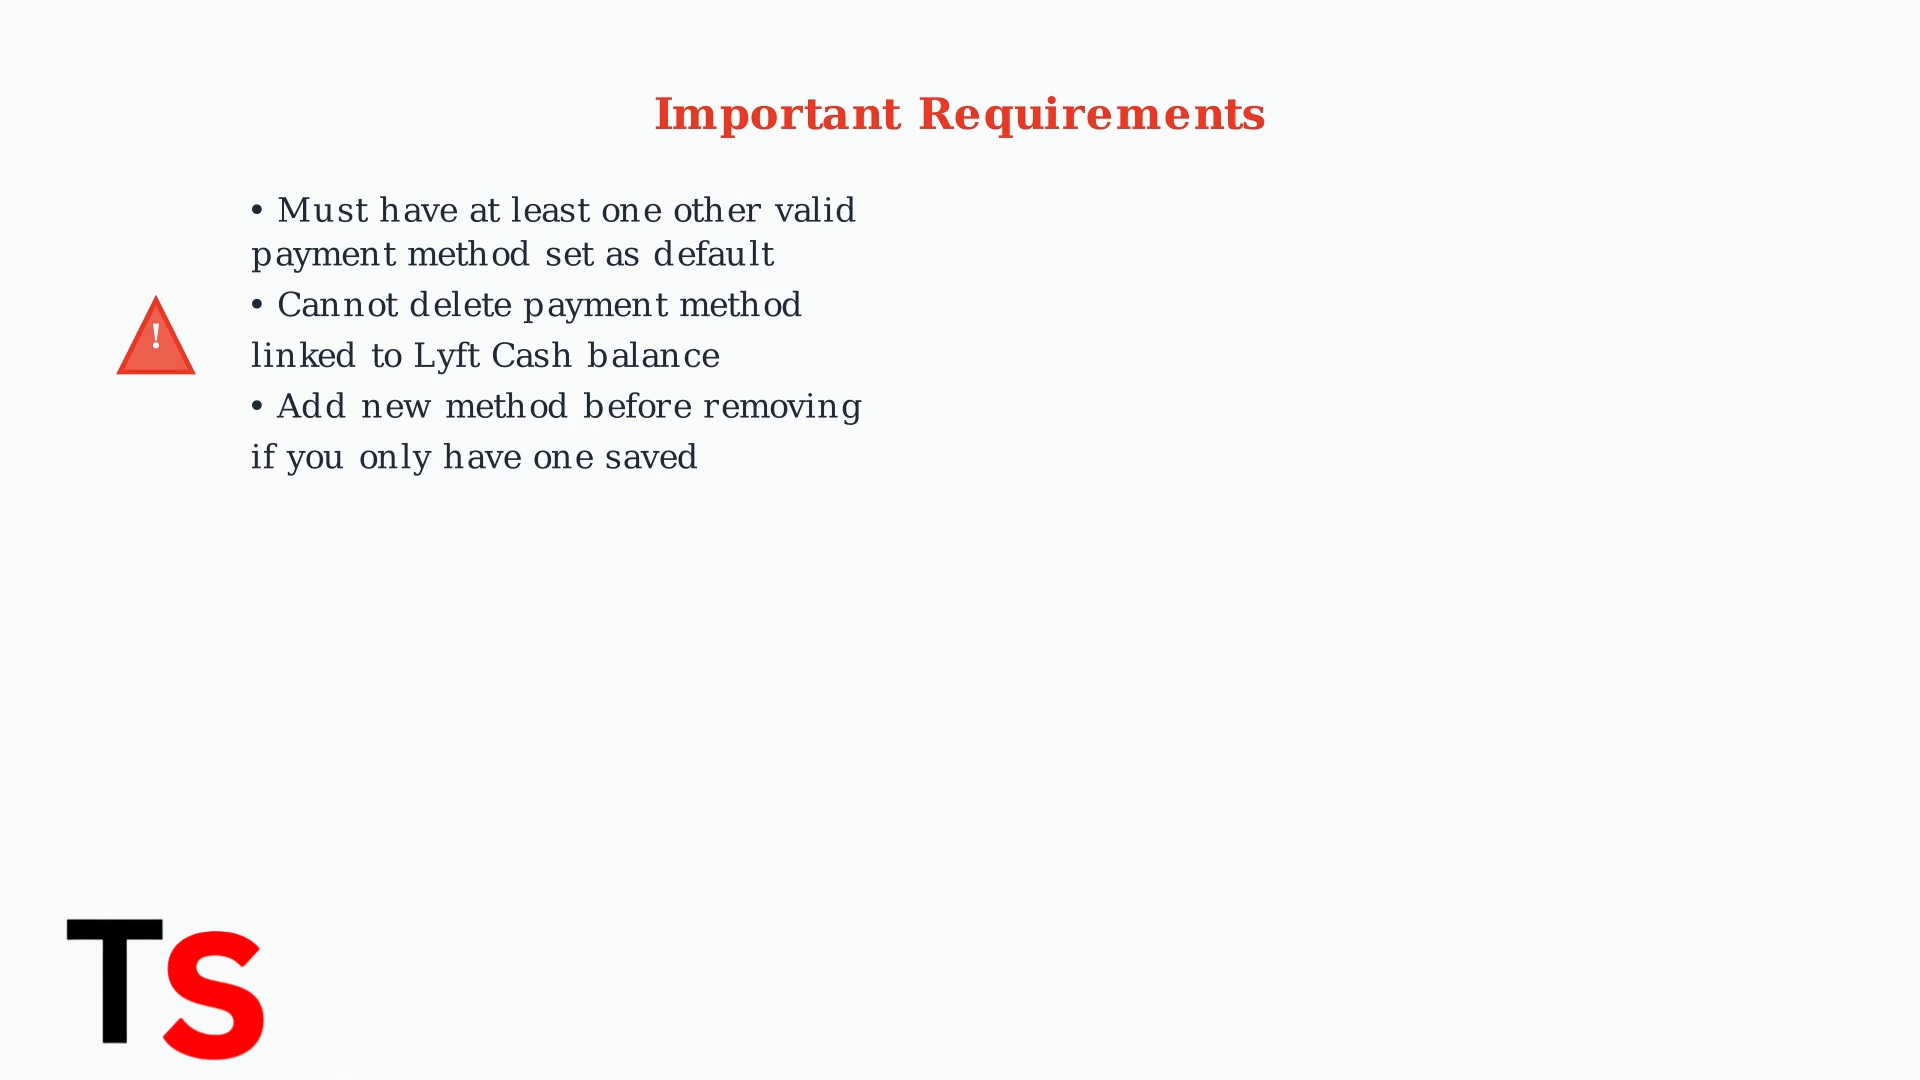 Important Requirements
• Must have at least one other valid
payment method set as default
• Cannot delete payment method
linked to Lyft Cash balance
• Add new method before removing
if you only have one saved
!
TS